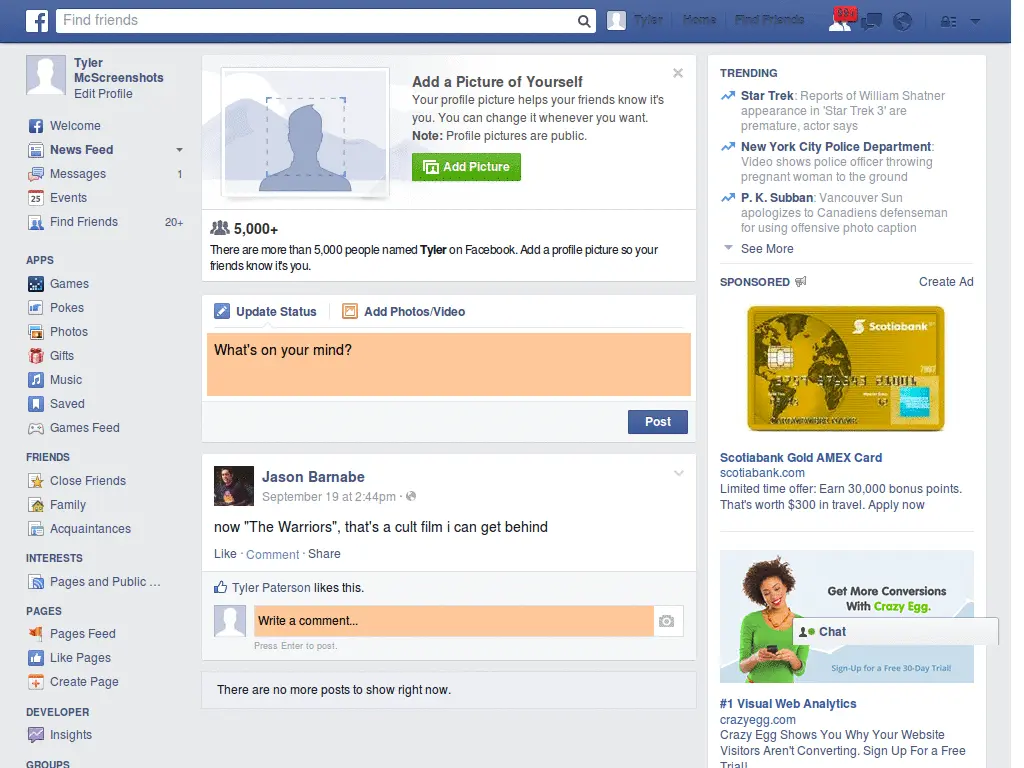 f
Find friends
Tyler
Home
Find Friends
99+
Tyler
McScreenshots
Edit Profile
Welcome
News Feed
Messages 1
25 Events
Find Friends 20+
APPS
Games
Pokes
Photos
Gifts
Music
Saved
Games Feed
FRIENDS
Close Friends
Family
Acquaintances
INTERESTS
Pages and Public ...
PAGES
Pages Feed
Like Pages
Create Page
DEVELOPER
Insights
GROUPS
Add a Picture of Yourself
Your profile picture helps your friends know it's
you. You can change it whenever you want.
Note: Profile pictures are public.
Add Picture
5,000+
There are more than 5,000 people named Tyler on Facebook. Add a profile picture so your
friends know it's you.
Update Status
Add Photos/Video
What's on your mind?
Post
Jason Barnabe
September 19 at 2:44pm ·
now "The Warriors", that's a cult film i can get behind
Like · Comment · Share
Tyler Paterson likes this.
Write a comment...
Press Enter to post.
There are no more posts to show right now.
TRENDING
Star Trek: Reports of William Shatner
appearance in 'Star Trek 3' are
premature, actor says
New York City Police Department:
Video shows police officer throwing
pregnant woman to the ground
P. K. Subban: Vancouver Sun
apologizes to Canadiens defenseman
for using offensive photo caption
See More
SPONSORED
Create Ad
Scotiabank
Scotiabank Gold AMEX Card
scotiabank.com
Limited time offer: Earn 30,000 bonus points.
That's worth $300 in travel. Apply now
Get More Conversions
With Crazy Egg.
Chat
Sign-Up for a Free 30-Day Trial!
#1 Visual Web Analytics
crazyegg.com
Crazy Egg Shows You Why Your Website
Visitors Aren't Converting. Sign Up For a Free
Trial!